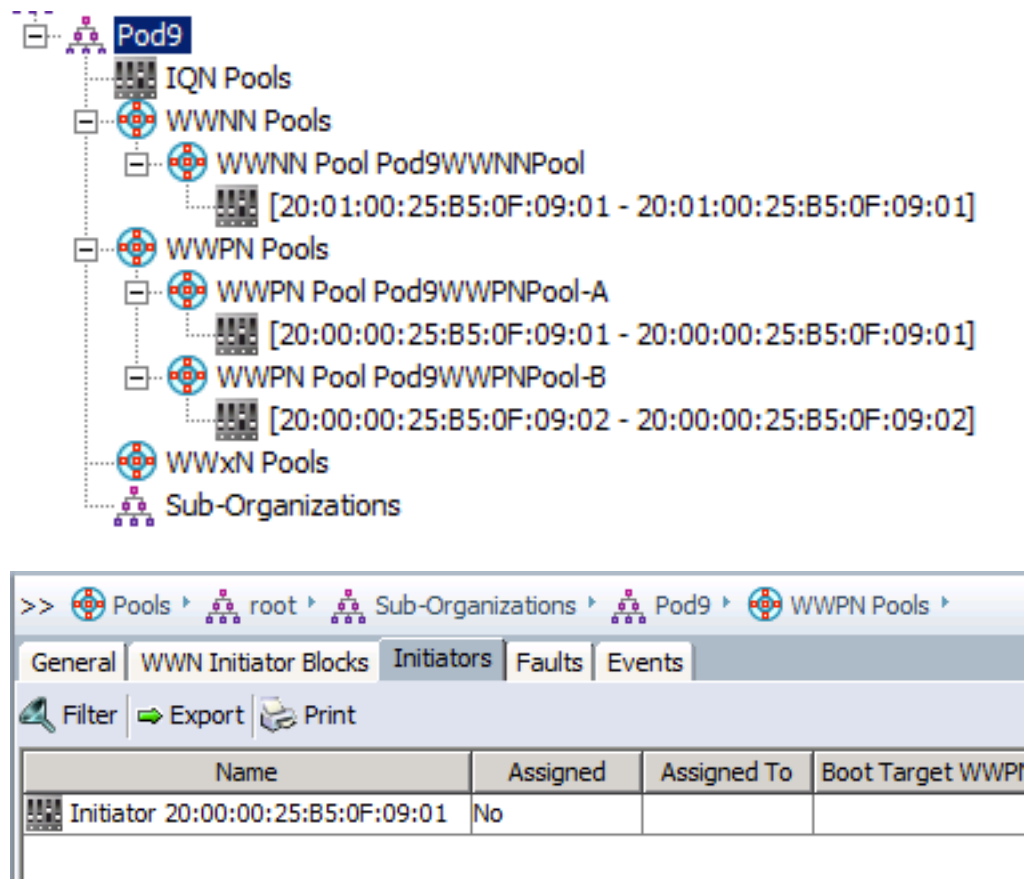 Pod9
IQN Pools
WWNN Pools
WWNN Pool Pod9WWNNPool
[20:01:00:25:B5:0F:09:01 - 20:01:00:25:B5:0F:09:01]
WWPN Pools
WWPN Pool Pod9WWPNPool-A
[20:00:00:25:B5:0F:09:01 - 20:00:00:25:B5:0F:09:01]
WWPN Pool Pod9WWPNPool-B
[20:00:00:25:B5:0F:09:02 - 20:00:00:25:B5:0F:09:02]
WWxN Pools
Sub-Organizations
>> Pools root Sub-Organizations Pod9 WWPN Pools
General WWN Initiator Blocks Initiators Faults Events
Filter Export Print
Name Assigned Assigned To Boot Target WWPN
Initiator 20:00:00:25:B5:0F:09:01 No